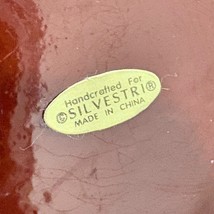 Handcrafted For
©SILVESTRI®
MADE IN CHINA